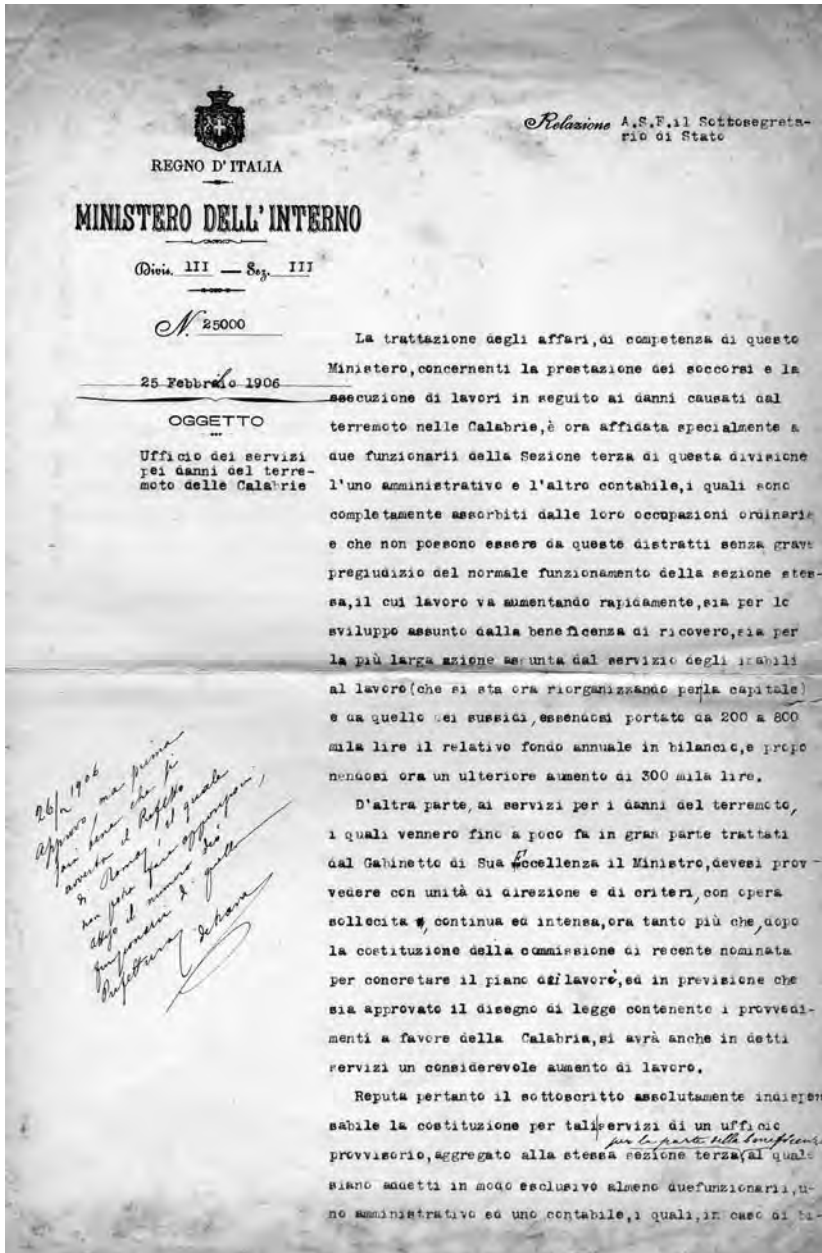 REGNO D'ITALIA
MINISTERO DELL'INTERNO
Divis. III — Sez. III
N. 25000
25 Febbraio 1906
OGGETTO
Ufficio dei servizi
pei danni del terre-
moto delle Calabrie
Relazione A.S.E.il Sottosegreta-
rio di Stato
La trattazione degli affari,di competenza di questo
Ministero,concernenti la prestazione dei soccorsi e la
esecuzione di lavori in seguito ai danni causati dal
terremoto nelle Calabrie,è ora affidata specialmente a
due funzionarii della Sezione terza di questa divisione
l'uno amministrativo e l'altro contabile,i quali sono
completamente assorbiti dalle loro occupazioni ordinarie
e che non possono essere da queste distratti senza grave
pregiudizio del normale funzionamento della sezione stes-
sa,il cui lavoro va aumentando rapidamente,sia per lo
sviluppo assunto dalla beneficenza di ricovero,sia per
la più larga azione assunta dal servizio degli inabili
al lavoro(che si sta ora riorganizzando per la capitale)
e da quello dei sussidi,essendosi portato da 200 a 800
mila lire il relativo fondo annuale in bilancio,e propo
nendosi ora un ulteriore aumento di 300 mila lire.
D'altra parte,ai servizi per i danni del terremoto,
i quali vennero fino a poco fa in gran parte trattati
dal Gabinetto di Sua Eccellenza il Ministro,devesi prov-
vedere con unità di direzione e di criteri,con opera
sollecita, continua ed intensa,ora tanto più che,dopo
la costituzione della commissione di recente nominata
per concretare il piano di lavori,ed in previsione che
sia approvato il disegno di legge contenente i provvedi-
menti a favore della Calabria,si avrà anche in detti
servizi un considerevole aumento di lavoro.
Reputa pertanto il sottoscritto assolutamente indispen
sabile la costituzione per tali servizi di un ufficio
per la parte della beneficenza
provvisorio,aggregato alla stessa sezione terza,al quale
siano addetti in modo esclusivo almeno duefunzionarii,u-
no amministrativo ed uno contabile,i quali,in caso di bi-
26/2 1906
Approvo, ma prima
sarà bene che si
avverta il Prefetto
di Roma, il quale
non potrà fare opposizioni,
atteso il numero dei
funzionari di quella
Prefettura